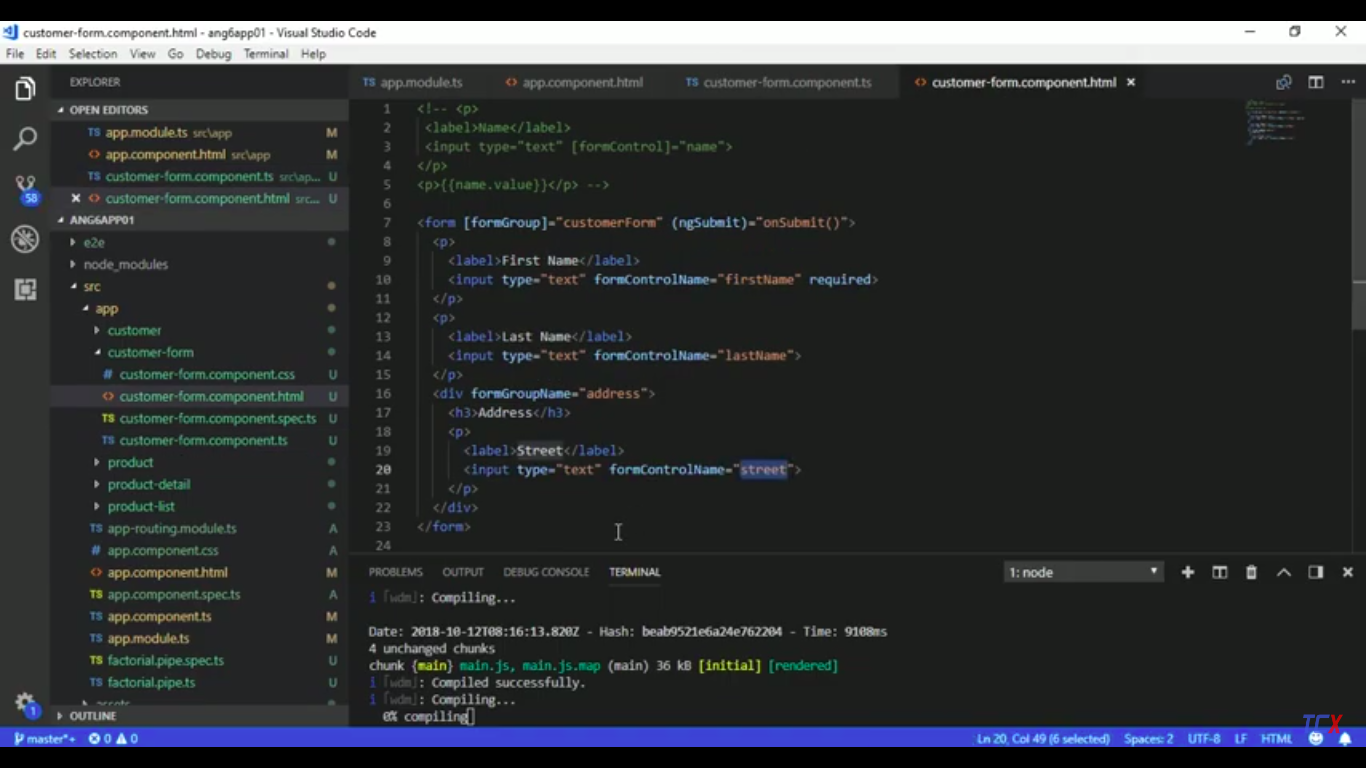 customer-form.component.html - ang6app01 - Visual Studio Code
File Edit Selection View Go Debug Terminal Help
EXPLORER
OPEN EDITORS
TS app.module.ts src\app M
<> app.component.html src\app M
TS customer-form.component.ts src\ap... U
× <> customer-form.component.html src... U
ANG6APP01
e2e
node_modules
src
app
customer
customer-form
# customer-form.component.css U
<> customer-form.component.html U
TS customer-form.component.spec.ts U
TS customer-form.component.ts U
product
product-detail
product-list
TS app-routing.module.ts A
# app.component.css A
<> app.component.html M
TS app.component.spec.ts A
TS app.component.ts M
TS app.module.ts M
TS factorial.pipe.spec.ts U
TS factorial.pipe.ts U
assets
OUTLINE
58
1
TS app.module.ts <> app.component.html TS customer-form.component.ts <> customer-form.component.html ×
1 <!-- <p>
2 <label>Name</label>
3 <input type="text" [formControl]="name">
4 </p>
5 <p>{{name.value}}</p> -->
6
7 <form [formGroup]="customerForm" (ngSubmit)="onSubmit()">
8 <p>
9 <label>First Name</label>
10 <input type="text" formControlName="firstName" required>
11 </p>
12 <p>
13 <label>Last Name</label>
14 <input type="text" formControlName="lastName">
15 </p>
16 <div formGroupName="address">
17 <h3>Address</h3>
18 <p>
19 <label>Street</label>
20 <input type="text" formControlName="street">
21 </p>
22 </div>
23 </form>
24
PROBLEMS OUTPUT DEBUG CONSOLE TERMINAL 1: node
i ｢wdm｣: Compiling...
Date: 2018-10-12T08:16:13.820Z - Hash: beab9521e6a24e762204 - Time: 9108ms
4 unchanged chunks
chunk {main} main.js, main.js.map (main) 36 kB [initial] [rendered]
i ｢wdm｣: Compiled successfully.
i ｢wdm｣: Compiling...
0% compiling
master*+ 0 0 Ln 20, Col 49 (6 selected) Spaces: 2 UTF-8 LF HTML
TCX